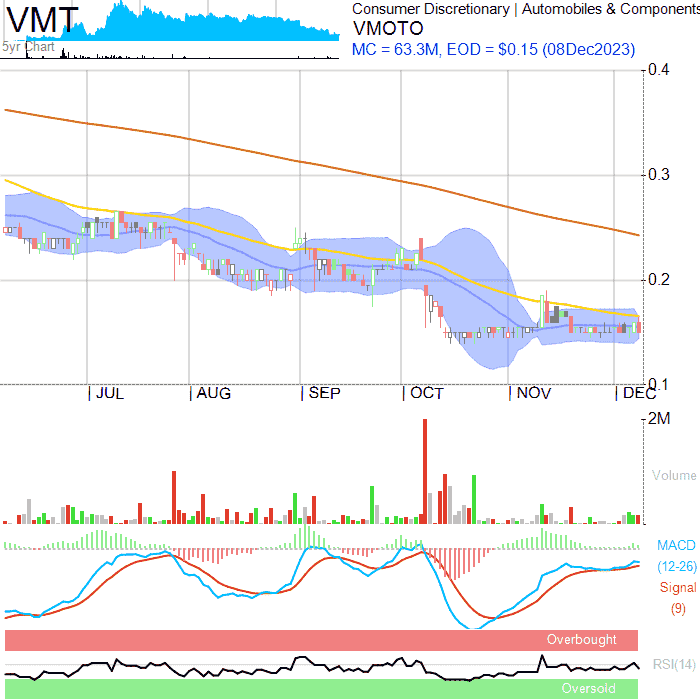 VMT
5yr Chart
Consumer Discretionary | Automobiles & Components
VMOTO
MC = 63.3M, EOD = $0.15 (08Dec2023)
0.4
0.3
0.2
0.1
JUL AUG SEP OCT NOV DEC
2M
Volume
MACD
(12-26)
Signal
(9)
Overbought
RSI(14)
Oversold